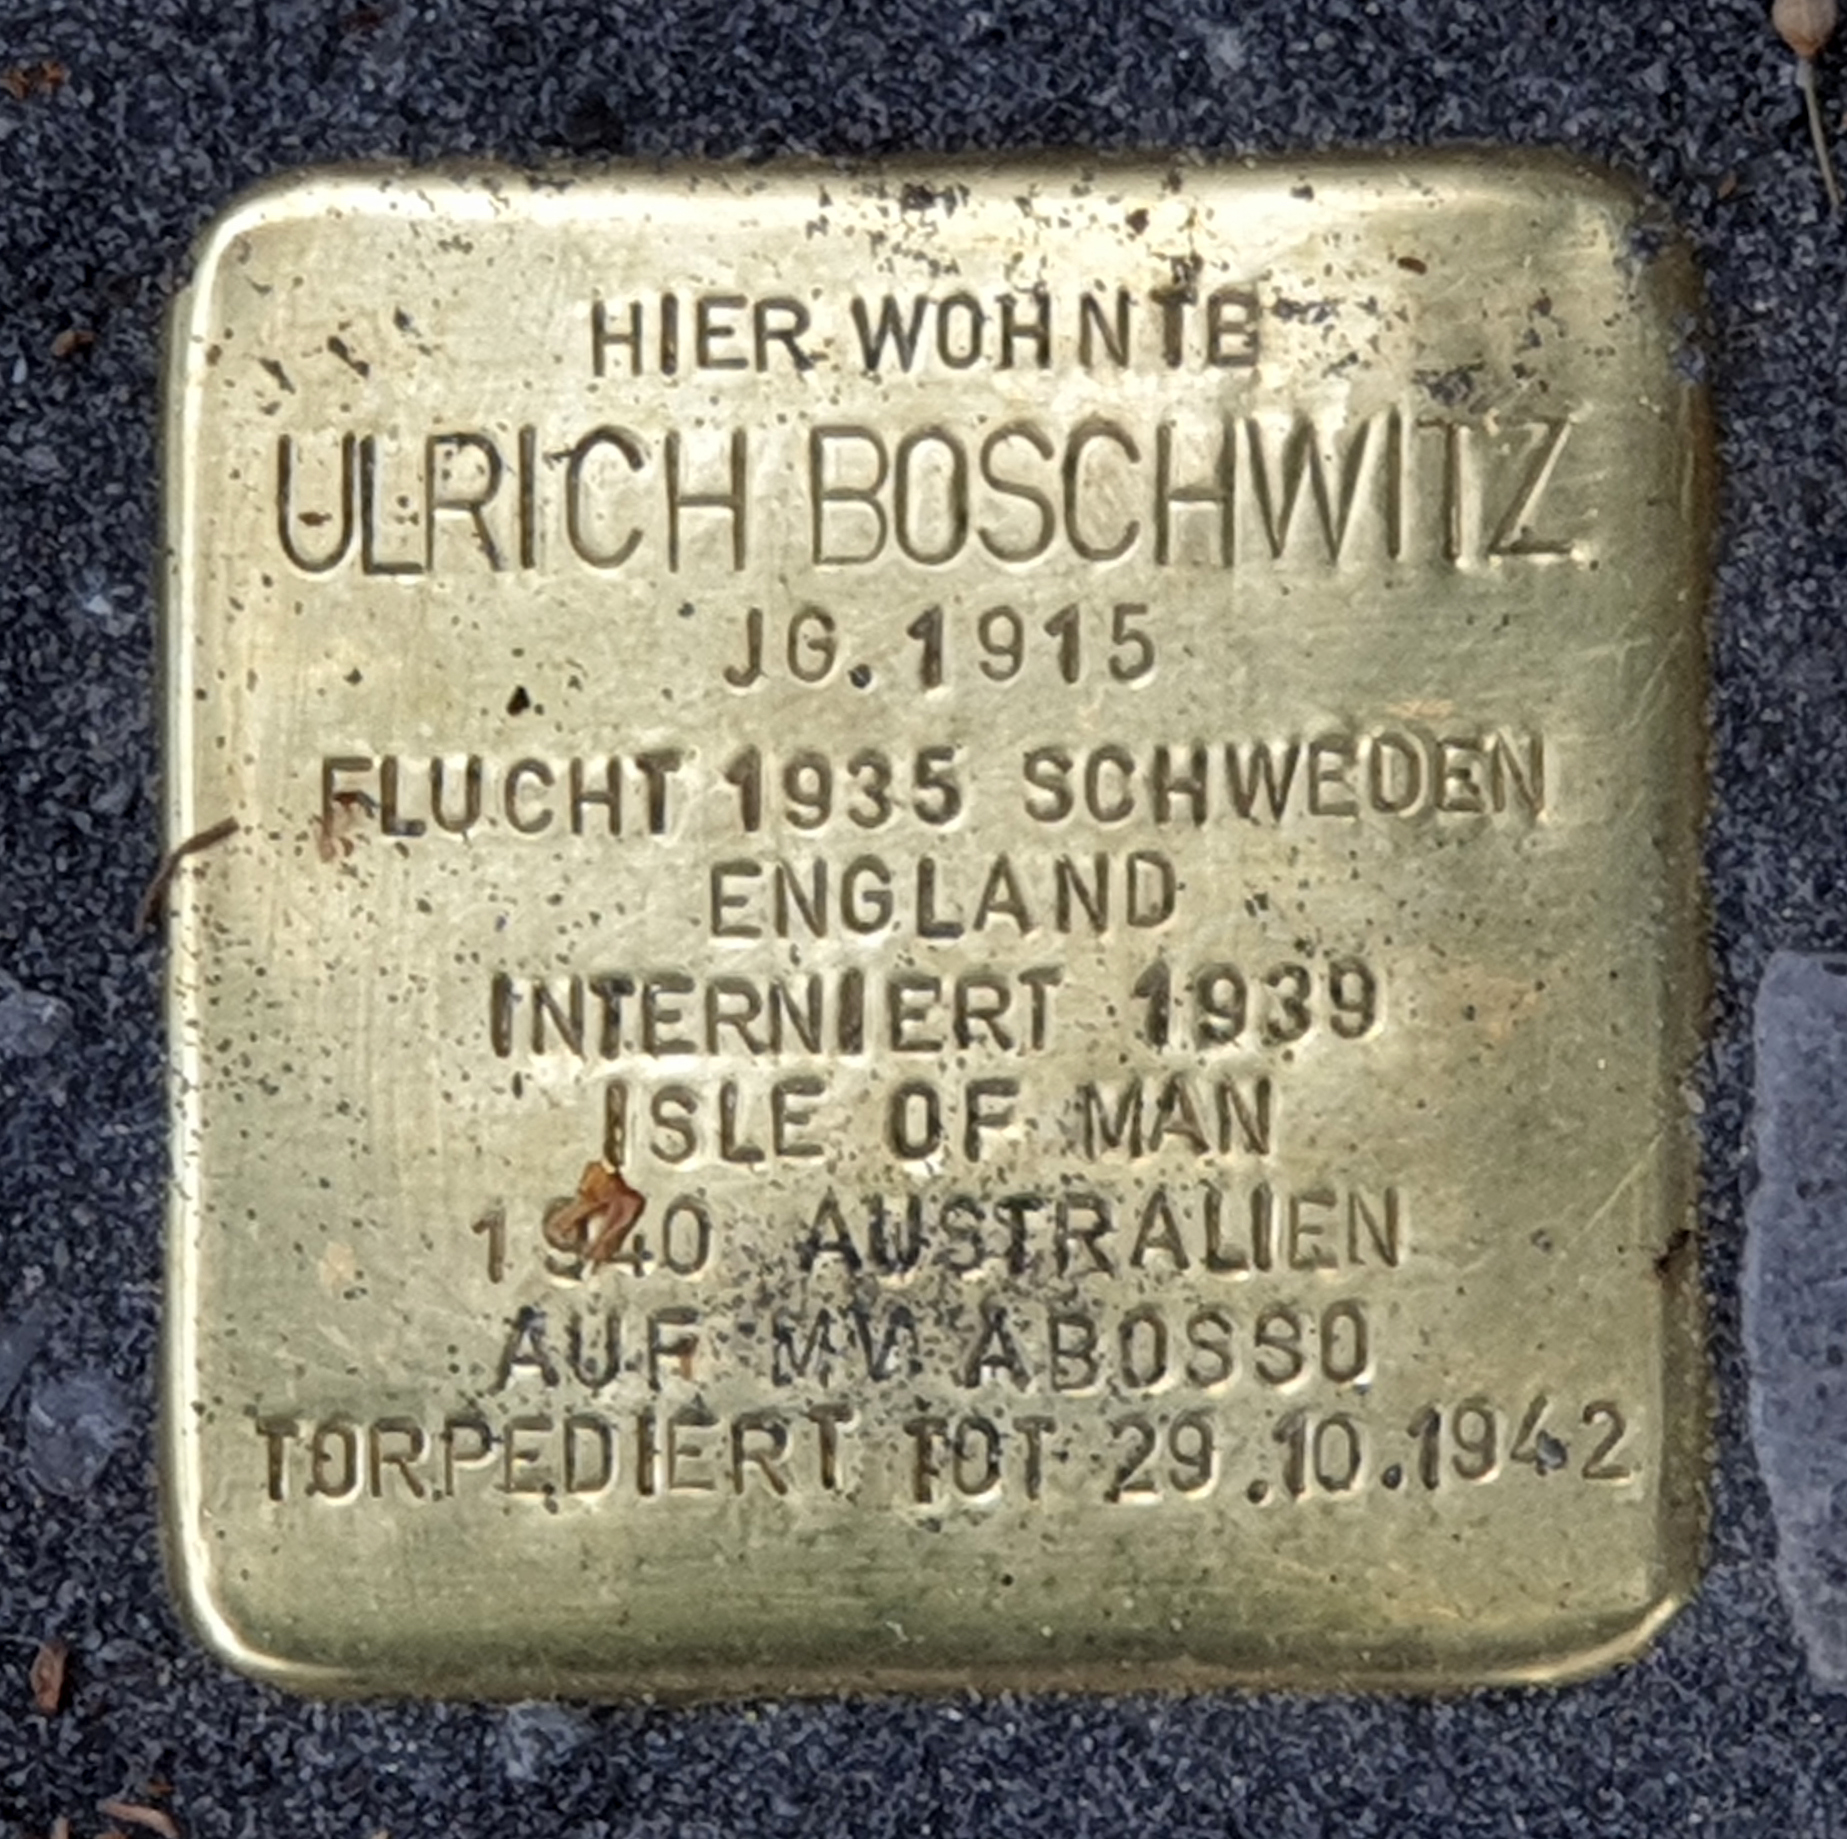 HIER WOHNTE
ULRICH BOSCHWITZ
JG. 1915
FLUCHT 1935 SCHWEDEN
ENGLAND
INTERNIERT 1939
ISLE OF MAN
1940 AUSTRALIEN
AUF MV ABOSSO
TORPEDIERT TOT 29.10.1942